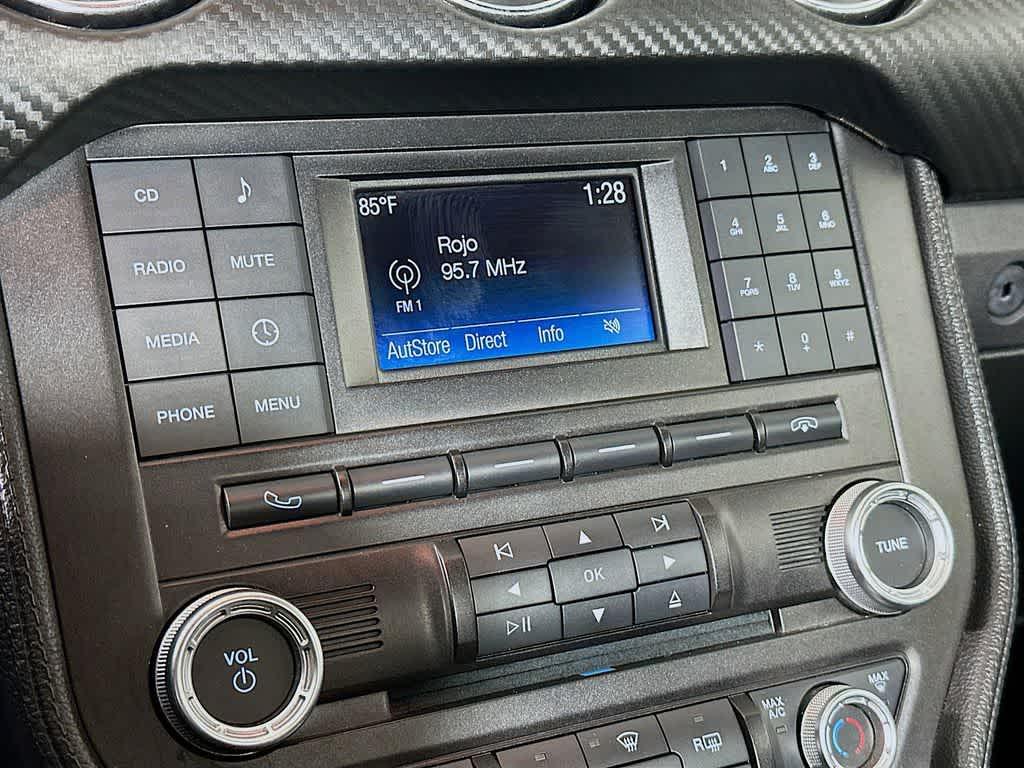 CD
RADIO
MUTE
MEDIA
PHONE
MENU
85°F
1:28
Rojo
95.7 MHz
FM 1
AutStore Direct Info
1
2
ABC
3
DEF
4
GHI
5
JKL
6
MNO
7
PQRS
8
TUV
9
WXYZ
*
0
+
#
OK
TUNE
VOL
MAX
A/C
MAX
R